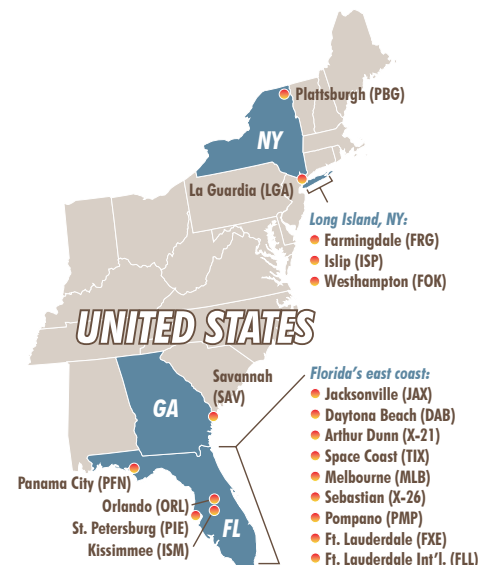 Plattsburgh (PBG)
NY
La Guardia (LGA)
Long Island, NY:
Farmingdale (FRG)
Islip (ISP)
Westhampton (FOK)
UNITED STATES
Savannah
(SAV)
GA
Florida's east coast:
Jacksonville (JAX)
Daytona Beach (DAB)
Arthur Dunn (X-21)
Space Coast (TIX)
Melbourne (MLB)
Sebastian (X-26)
Pompano (PMP)
Ft. Lauderdale (FXE)
Ft. Lauderdale Int'l. (FLL)
Panama City (PFN)
Orlando (ORL)
St. Petersburg (PIE)
FL
Kissimmee (ISM)